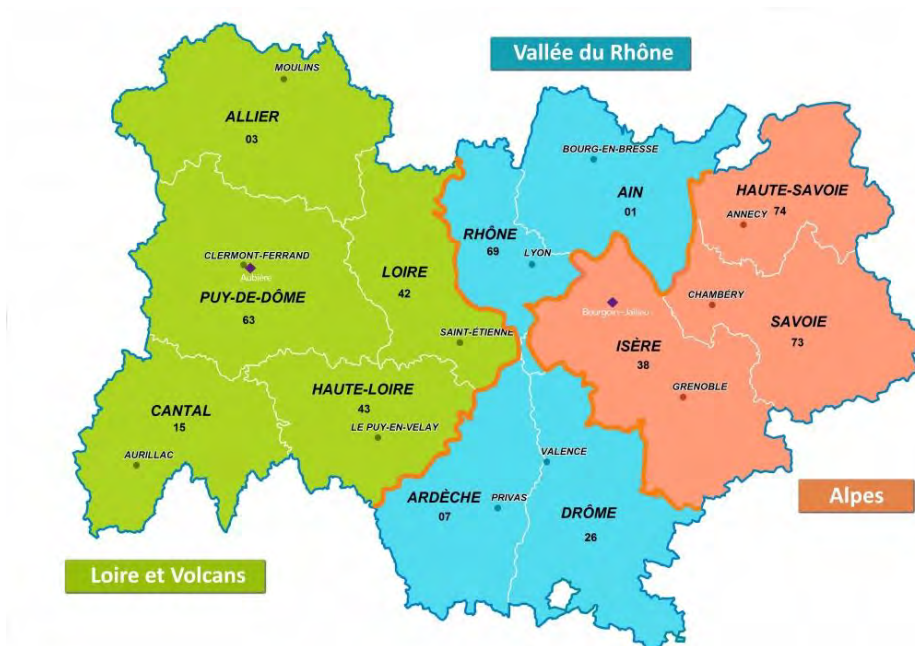 Vallée du Rhône
MOULINS
ALLIER
03
BOURG-EN-BRESSE
AIN
01
HAUTE-SAVOIE
74
ANNECY
RHÔNE
69
LYON
CLERMONT-FERRAND
Aubière
PUY-DE-DÔME
63
LOIRE
42
CHAMBÉRY
Bourgoin-Jallieu
SAVOIE
73
SAINT-ÉTIENNE
ISÈRE
38
GRENOBLE
HAUTE-LOIRE
43
LE PUY-EN-VELAY
CANTAL
15
AURILLAC
VALENCE
ARDÈCHE
07
PRIVAS
DRÔME
26
Alpes
Loire et Volcans